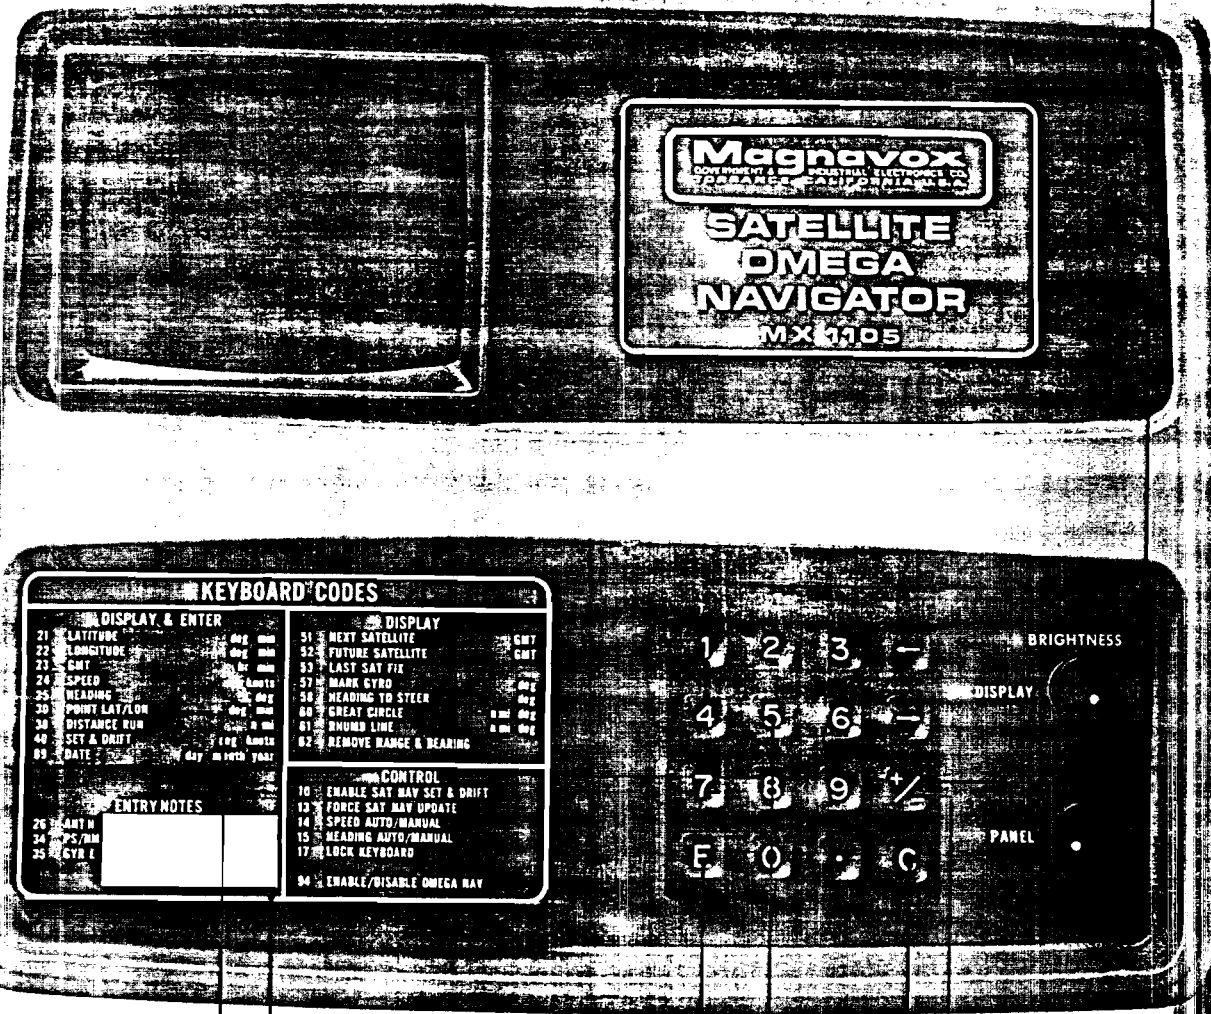 Magnavox
GOVERNMENT & INDUSTRIAL ELECTRONICS CO.
TORRANCE, CALIFORNIA U.S.A.
SATELLITE
OMEGA
NAVIGATOR
MX 1105
KEYBOARD CODES
DISPLAY & ENTER
21 LATITUDE deg min
22 LONGITUDE deg min
23 GMT hr min
24 SPEED knots
25 HEADING deg
30 POINT LAT/LON deg min
38 DISTANCE RUN n mi
40 SET & DRIFT deg knots
89 DATE day month year
ENTRY NOTES
26 ANT H
34 PS/NM
35 GYR E
DISPLAY
51 NEXT SATELLITE GMT
52 FUTURE SATELLITE GMT
53 LAST SAT FIX
57 MARK GYRO deg
58 HEADING TO STEER deg
60 GREAT CIRCLE n mi deg
61 RHUMB LINE n mi deg
62 REMOVE RANGE & BEARING
CONTROL
10 ENABLE SAT NAV SET & DRIFT
13 FORCE SAT NAV UPDATE
14 SPEED AUTO/MANUAL
15 HEADING AUTO/MANUAL
17 LOCK KEYBOARD
94 ENABLE/DISABLE OMEGA NAV
1 2 3 ←
4 5 6 →
7 8 9 +/−
E 0 . C
BRIGHTNESS
DISPLAY
PANEL